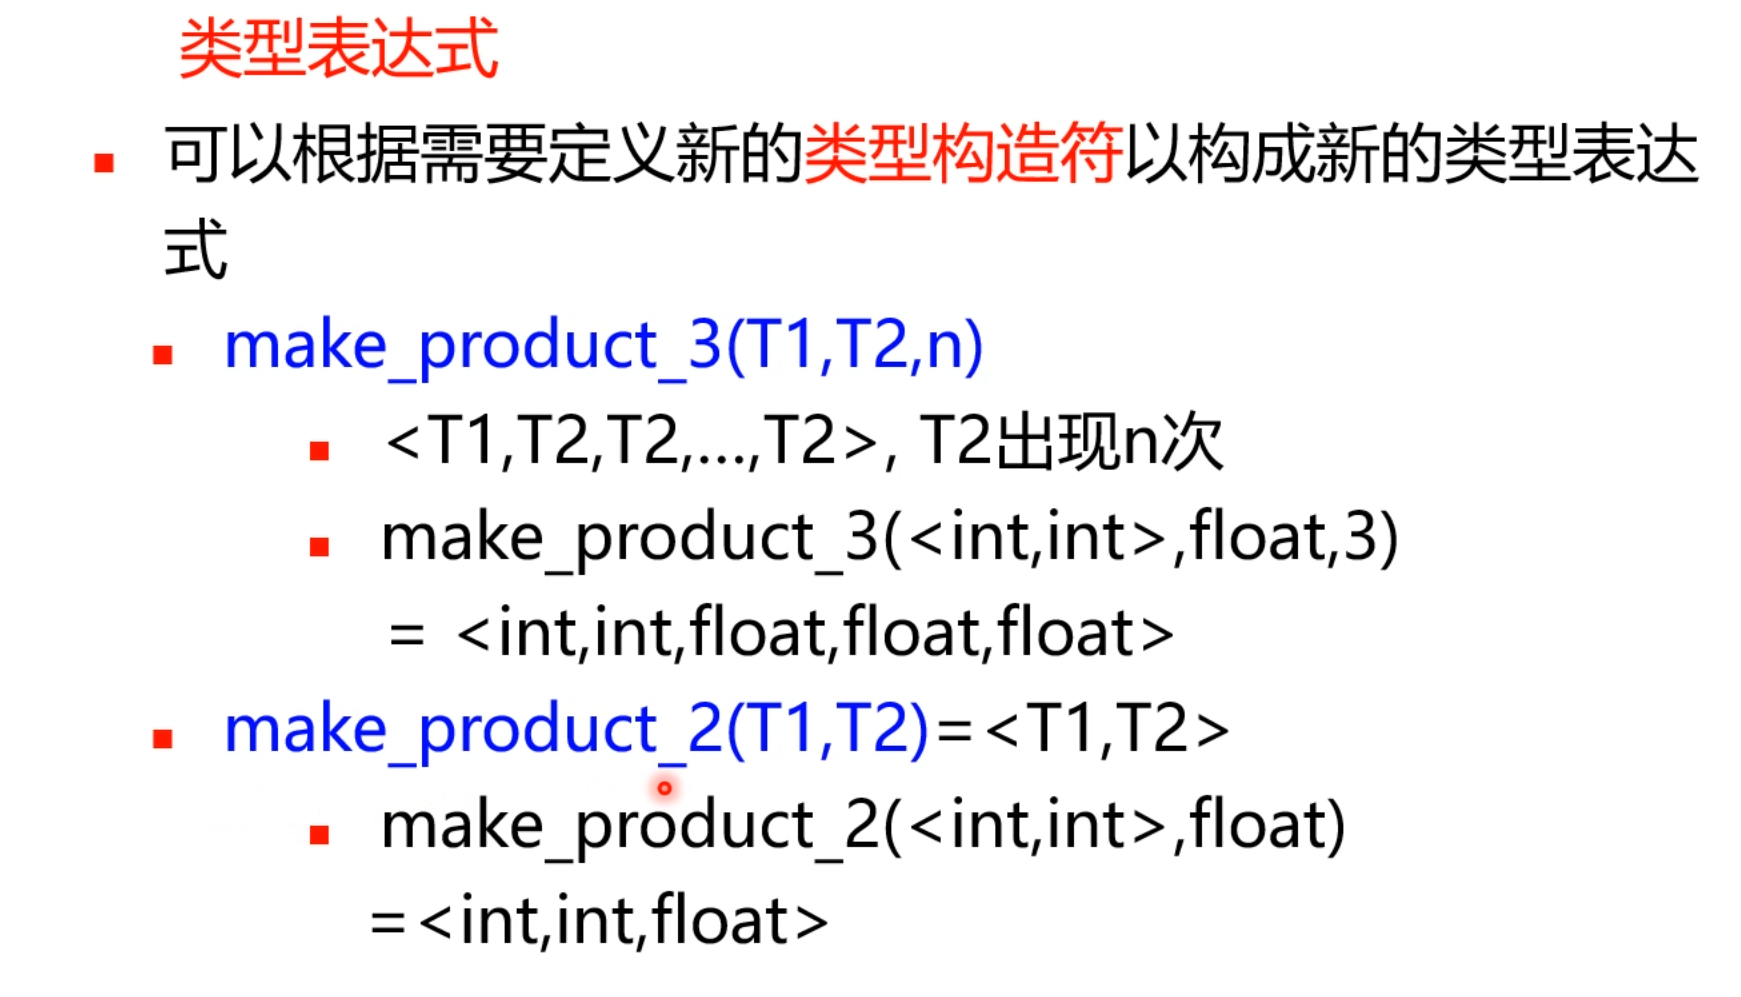 类型表达式
可以根据需要定义新的类型构造符以构成新的类型表达
式
make_product_3(T1,T2,n)
<T1,T2,T2,...,T2>, T2出现n次
make_product_3(<int,int>,float,3)
= <int,int,float,float,float>
make_product_2(T1,T2)=<T1,T2>
make_product_2(<int,int>,float)
=<int,int,float>